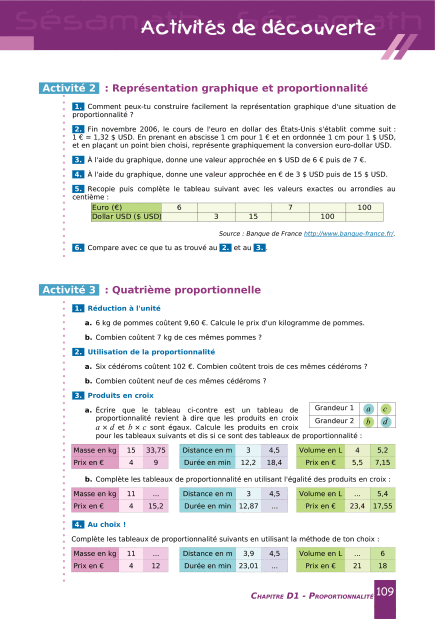 Sésamath Sésamath
Activités de découverte
Activité 2 : Représentation graphique et proportionnalité
1. Comment peux-tu construire facilement la représentation graphique d'une situation de
proportionnalité ?
2. Fin novembre 2006, le cours de l'euro en dollar des États-Unis s'établit comme suit :
1 € = 1,32 $ USD. En prenant en abscisse 1 cm pour 1 € et en ordonnée 1 cm pour 1 $ USD,
et en plaçant un point bien choisi, représente graphiquement la conversion euro-dollar USD.
3. À l'aide du graphique, donne une valeur approchée en $ USD de 6 € puis de 7 €.
4. À l'aide du graphique, donne une valeur approchée en € de 3 $ USD puis de 15 $ USD.
5. Recopie puis complète le tableau suivant avec les valeurs exactes ou arrondies au
centième :
Euro (€) 6 7 100
Dollar USD ($ USD) 3 15 100
Source : Banque de France http://www.banque-france.fr/.
6. Compare avec ce que tu as trouvé au 2. et au 3..
Activité 3 : Quatrième proportionnelle
1. Réduction à l'unité
a. 6 kg de pommes coûtent 9,60 €. Calcule le prix d'un kilogramme de pommes.
b. Combien coûtent 7 kg de ces mêmes pommes ?
2. Utilisation de la proportionnalité
a. Six cédéroms coûtent 102 €. Combien coûtent trois de ces mêmes cédéroms ?
b. Combien coûtent neuf de ces mêmes cédéroms ?
3. Produits en croix
a. Écrire que le tableau ci-contre est un tableau de
proportionnalité revient à dire que les produits en croix
a × d et b × c sont égaux. Calcule les produits en croix
pour les tableaux suivants et dis si ce sont des tableaux de proportionnalité :
Grandeur 1 a c
Grandeur 2 b d
Masse en kg 15 33,75 Distance en m 3 4,5 Volume en L 4 5,2
Prix en € 4 9 Durée en min 12,2 18,4 Prix en € 5,5 7,15
b. Complète les tableaux de proportionnalité en utilisant l'égalité des produits en croix :
Masse en kg 11 ... Distance en m 3 4,5 Volume en L ... 5,4
Prix en € 4 15,2 Durée en min 12,87 ... Prix en € 23,4 17,55
4. Au choix !
Complète les tableaux de proportionnalité suivants en utilisant la méthode de ton choix :
Masse en kg 11 ... Distance en m 3,9 4,5 Volume en L ... 6
Prix en € 4 12 Durée en min 23,01 ... Prix en € 21 18
Chapitre D1 - Proportionnalité 109